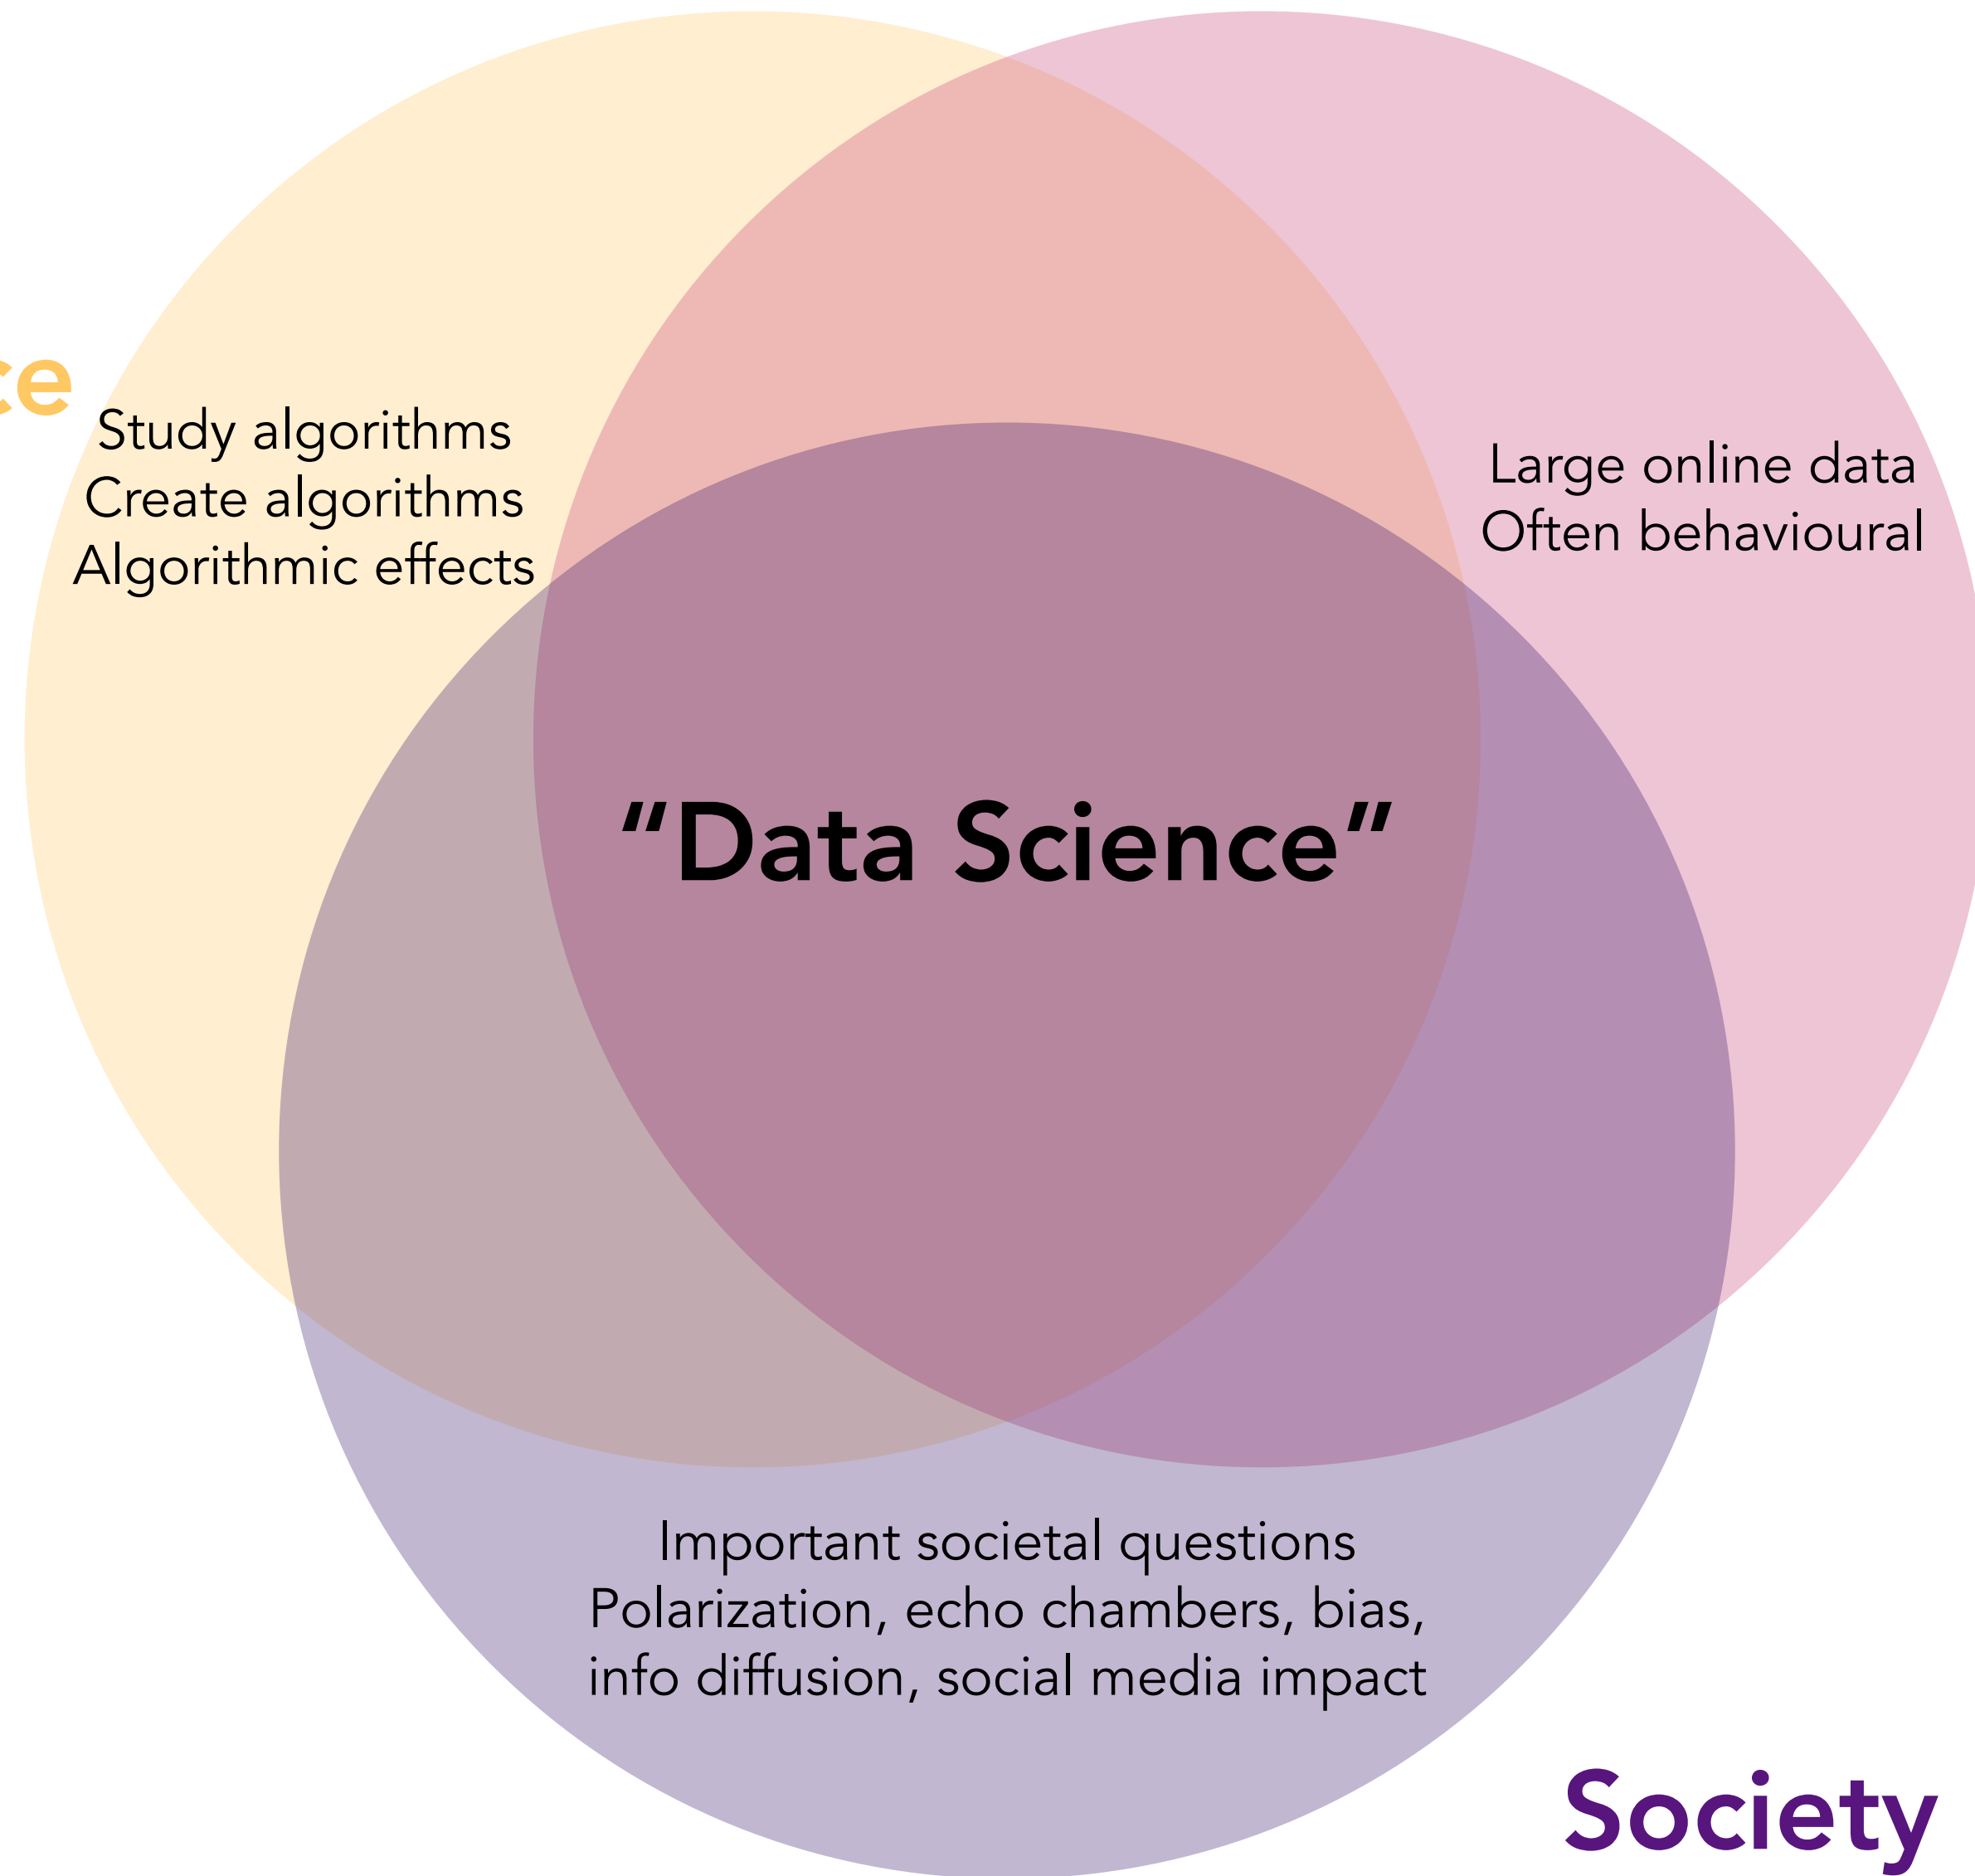 Study algorithms
Create algorithms
Algorithmic effects
Large online data
Often behavioural
"Data Science"
Important societal questions
Polarization, echo chambers, bias,
info diffusion, social media impact
Society